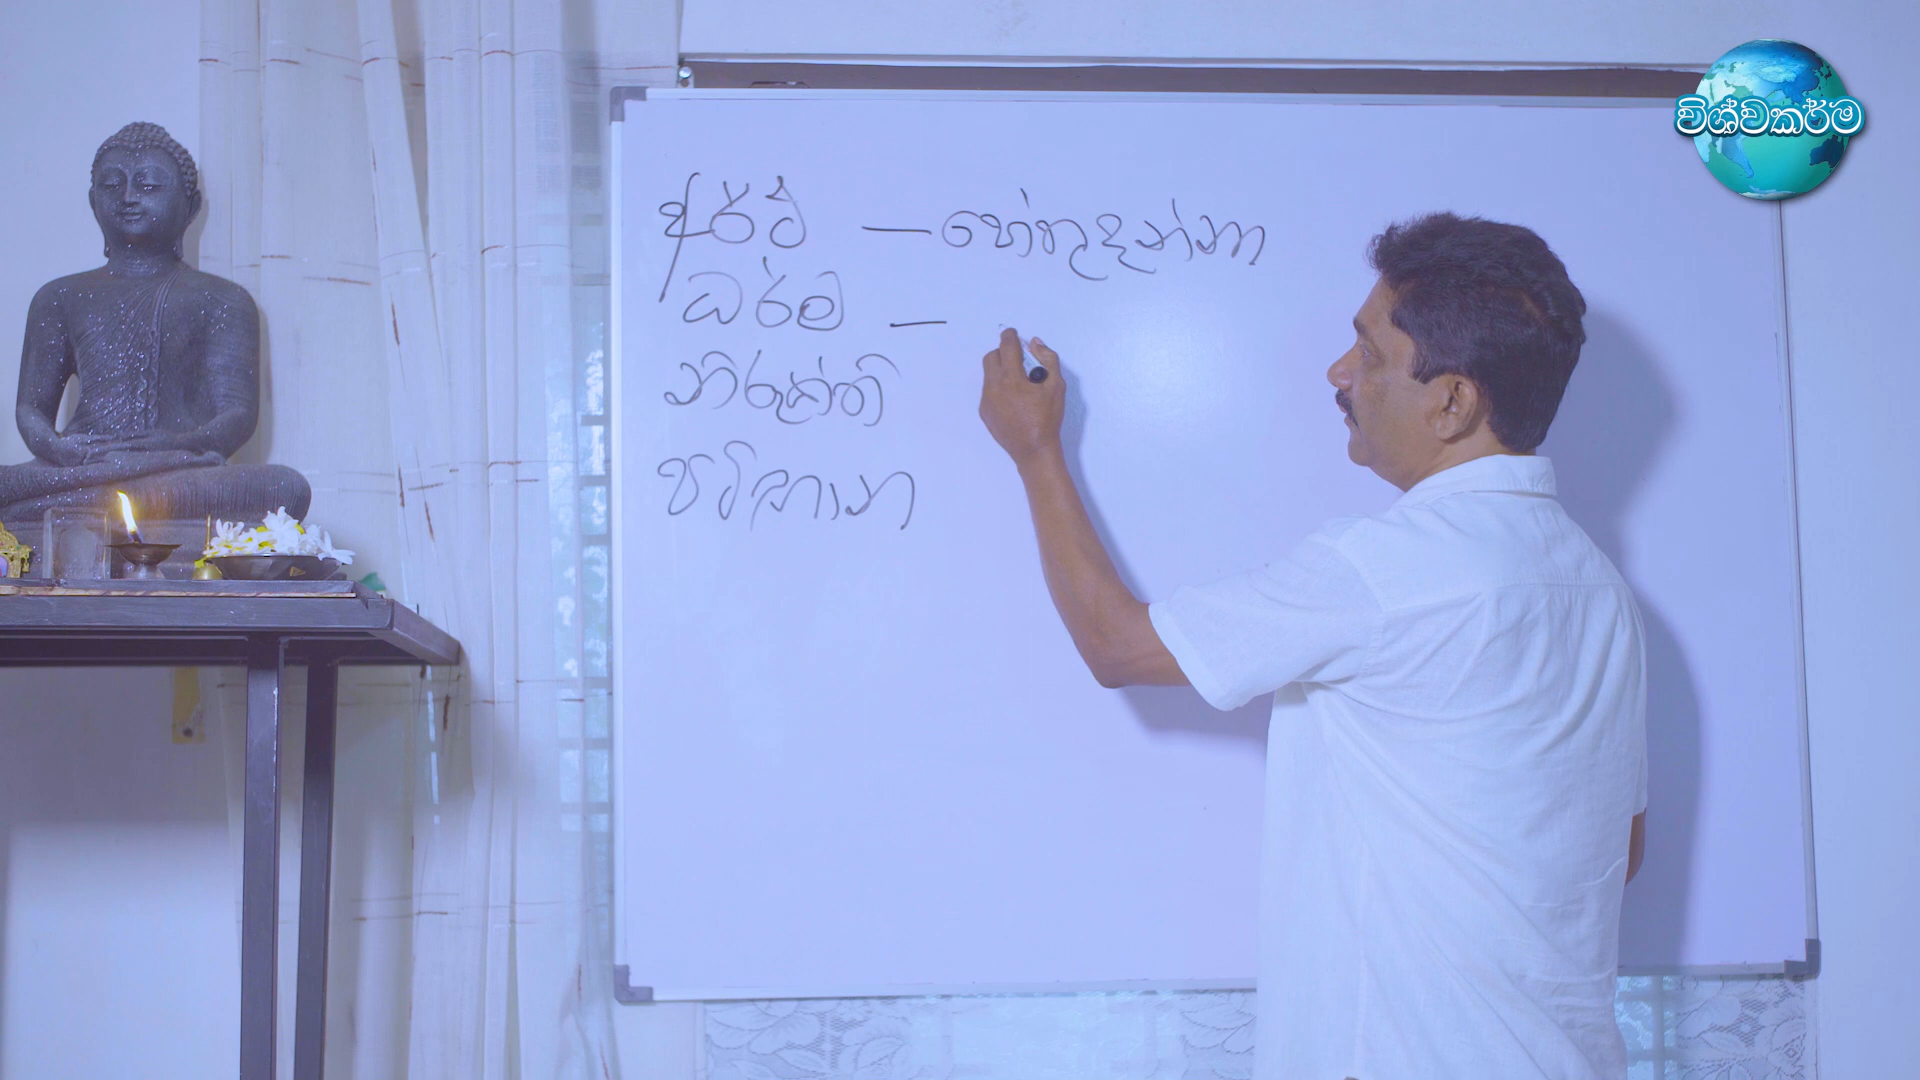 විශ්වකර්ම
අර්ථ — හේතුදන්නා
ධර්ම —
නිරුක්ති
පටිභාන